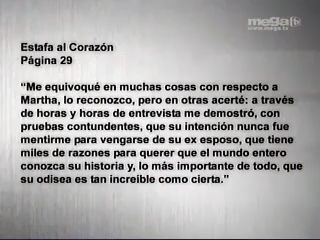 mega tv
www.mega.tv
Estafa al Corazón
Página 29
“Me equivoqué en muchas cosas con respecto a
Martha, lo reconozco, pero en otras acerté: a través
de horas y horas de entrevista me demostró, con
pruebas contundentes, que su intención nunca fue
mentirme para vengarse de su ex esposo, que tiene
miles de razones para querer que el mundo entero
conozca su historia y, lo más importante de todo, que
su odisea es tan increíble como cierta.”